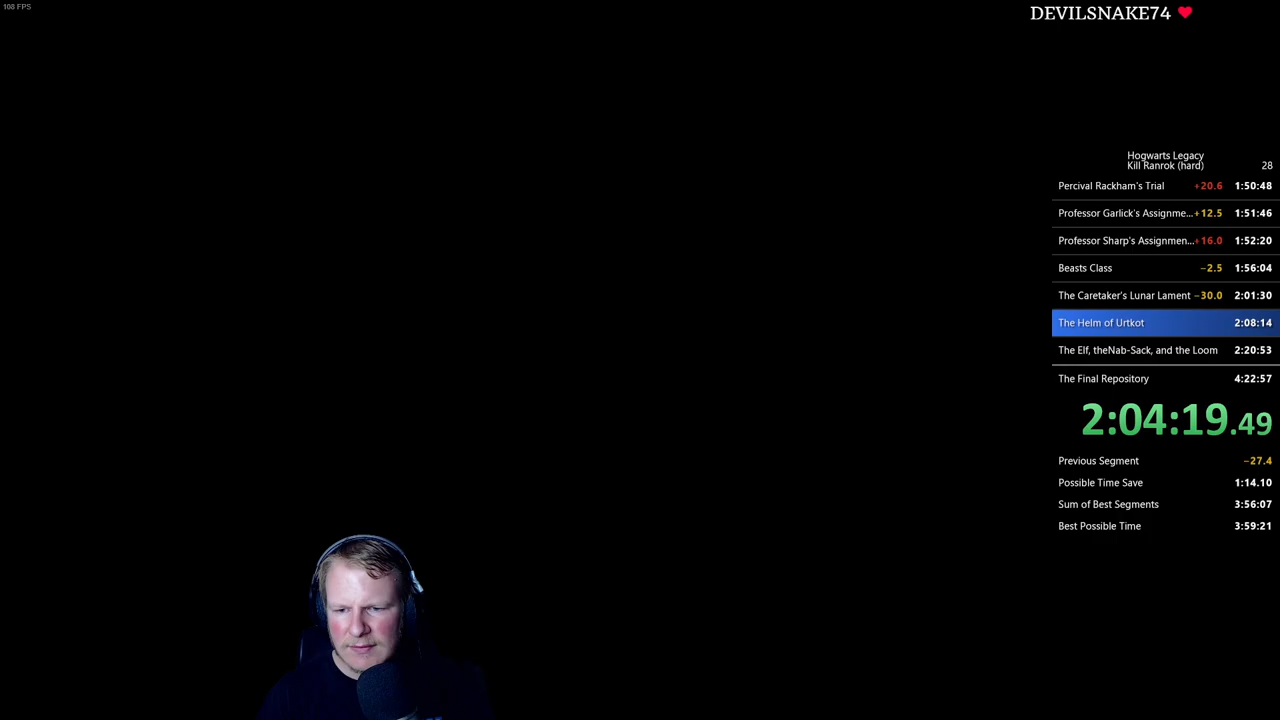 108 FPS
DEVILSNAKE74 ♥
Hogwarts Legacy
Kill Ranrok (hard) 28
Percival Rackham's Trial +20.6 1:50:48
Professor Garlick's Assignme... +12.5 1:51:46
Professor Sharp's Assignmen... +16.0 1:52:20
Beasts Class −2.5 1:56:04
The Caretaker's Lunar Lament −30.0 2:01:30
The Helm of Urtkot 2:08:14
The Elf, theNab-Sack, and the Loom 2:20:53
The Final Repository 4:22:57
2:04:19.49
Previous Segment −27.4
Possible Time Save 1:14.10
Sum of Best Segments 3:56:07
Best Possible Time 3:59:21